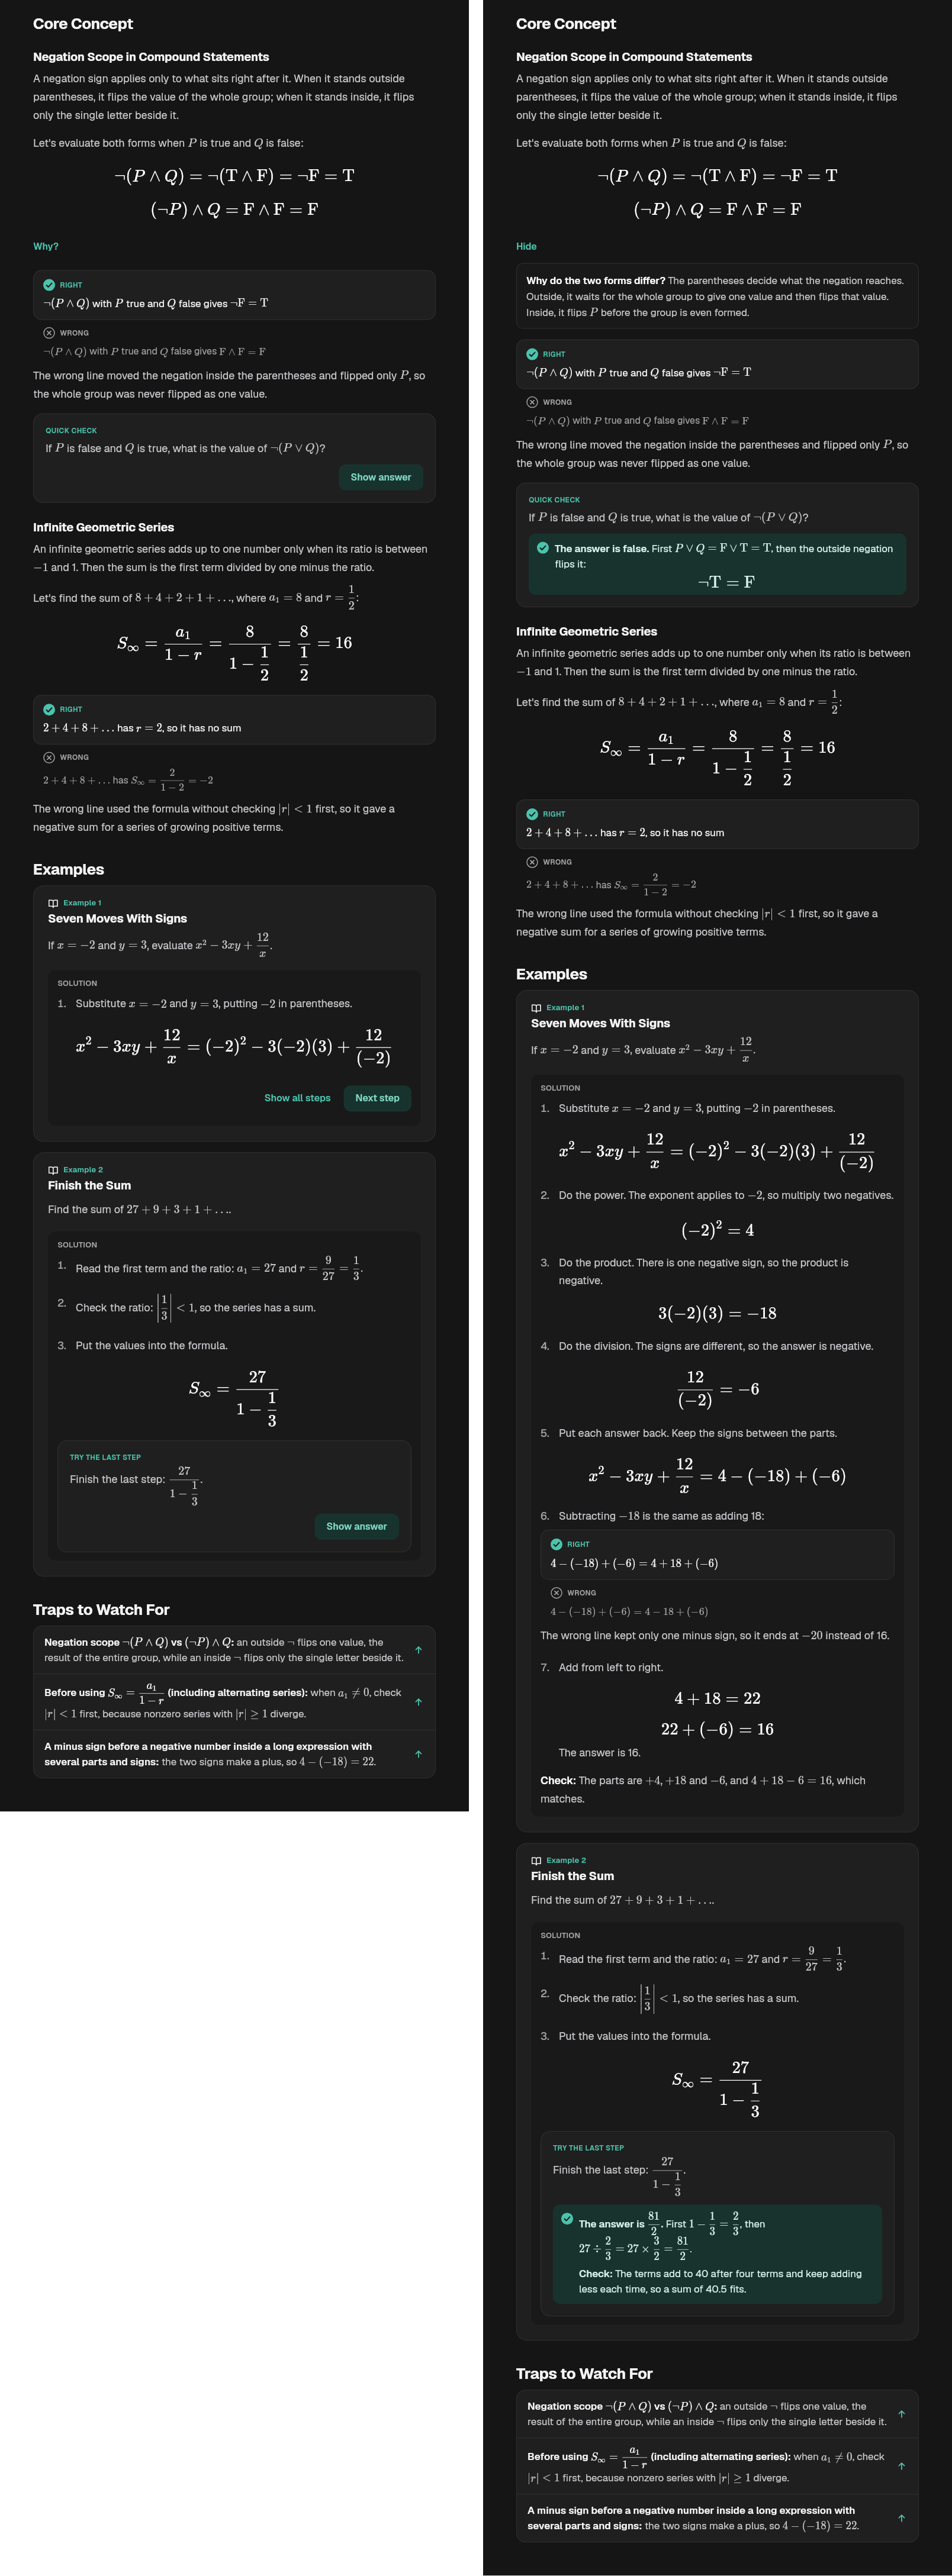 Core Concept
Negation Scope in Compound Statements
A negation sign applies only to what sits right after it. When it stands outside
parentheses, it flips the value of the whole group; when it stands inside, it flips
only the single letter beside it.
Let's evaluate both forms when P is true and Q is false:
¬(P ∧ Q) = ¬(T ∧ F) = ¬F = T
(¬P) ∧ Q = F ∧ F = F
Why?
RIGHT
¬(P ∧ Q) with P true and Q false gives ¬F = T
WRONG
¬(P ∧ Q) with P true and Q false gives F ∧ F = F
The wrong line moved the negation inside the parentheses and flipped only P, so
the whole group was never flipped as one value.
QUICK CHECK
If P is false and Q is true, what is the value of ¬(P ∨ Q)?
Show answer
Infinite Geometric Series
An infinite geometric series adds up to one number only when its ratio is between
−1 and 1. Then the sum is the first term divided by one minus the ratio.
Let's find the sum of 8 + 4 + 2 + 1 + …, where a₁ = 8 and r = 1/2:
S∞ = a₁/(1 − r) = 8/(1 − 1/2) = 8/(1/2) = 16
RIGHT
2 + 4 + 8 + … has r = 2, so it has no sum
WRONG
2 + 4 + 8 + … has S∞ = 2/(1 − 2) = −2
The wrong line used the formula without checking |r| < 1 first, so it gave a
negative sum for a series of growing positive terms.
Examples
Example 1
Seven Moves With Signs
If x = −2 and y = 3, evaluate x² − 3xy + 12/x.
SOLUTION
1. Substitute x = −2 and y = 3, putting −2 in parentheses.
x² − 3xy + 12/x = (−2)² − 3(−2)(3) + 12/(−2)
Show all steps
Next step
Example 2
Finish the Sum
Find the sum of 27 + 9 + 3 + 1 + ….
SOLUTION
1. Read the first term and the ratio: a₁ = 27 and r = 9/27 = 1/3.
2. Check the ratio: |1/3| < 1, so the series has a sum.
3. Put the values into the formula.
S∞ = 27/(1 − 1/3)
TRY THE LAST STEP
Finish the last step: 27/(1 − 1/3).
Show answer
Traps to Watch For
Negation scope ¬(P ∧ Q) vs (¬P) ∧ Q: an outside ¬ flips one value, the
result of the entire group, while an inside ¬ flips only the single letter beside it.
↑
Before using S∞ = a₁/(1 − r) (including alternating series): when a₁ ≠ 0, check
|r| < 1 first, because nonzero series with |r| ≥ 1 diverge.
↑
A minus sign before a negative number inside a long expression with
several parts and signs: the two signs make a plus, so 4 − (−18) = 22.
↑
Core Concept
Negation Scope in Compound Statements
A negation sign applies only to what sits right after it. When it stands outside
parentheses, it flips the value of the whole group; when it stands inside, it flips
only the single letter beside it.
Let's evaluate both forms when P is true and Q is false:
¬(P ∧ Q) = ¬(T ∧ F) = ¬F = T
(¬P) ∧ Q = F ∧ F = F
Hide
Why do the two forms differ? The parentheses decide what the negation reaches.
Outside, it waits for the whole group to give one value and then flips that value.
Inside, it flips P before the group is even formed.
RIGHT
¬(P ∧ Q) with P true and Q false gives ¬F = T
WRONG
¬(P ∧ Q) with P true and Q false gives F ∧ F = F
The wrong line moved the negation inside the parentheses and flipped only P, so
the whole group was never flipped as one value.
QUICK CHECK
If P is false and Q is true, what is the value of ¬(P ∨ Q)?
The answer is false. First P ∨ Q = F ∨ T = T, then the outside negation
flips it:
¬T = F
Infinite Geometric Series
An infinite geometric series adds up to one number only when its ratio is between
−1 and 1. Then the sum is the first term divided by one minus the ratio.
Let's find the sum of 8 + 4 + 2 + 1 + …, where a₁ = 8 and r = 1/2:
S∞ = a₁/(1 − r) = 8/(1 − 1/2) = 8/(1/2) = 16
RIGHT
2 + 4 + 8 + … has r = 2, so it has no sum
WRONG
2 + 4 + 8 + … has S∞ = 2/(1 − 2) = −2
The wrong line used the formula without checking |r| < 1 first, so it gave a
negative sum for a series of growing positive terms.
Examples
Example 1
Seven Moves With Signs
If x = −2 and y = 3, evaluate x² − 3xy + 12/x.
SOLUTION
1. Substitute x = −2 and y = 3, putting −2 in parentheses.
x² − 3xy + 12/x = (−2)² − 3(−2)(3) + 12/(−2)
2. Do the power. The exponent applies to −2, so multiply two negatives.
(−2)² = 4
3. Do the product. There is one negative sign, so the product is
negative.
3(−2)(3) = −18
4. Do the division. The signs are different, so the answer is negative.
12/(−2) = −6
5. Put each answer back. Keep the signs between the parts.
x² − 3xy + 12/x = 4 − (−18) + (−6)
6. Subtracting −18 is the same as adding 18:
RIGHT
4 − (−18) + (−6) = 4 + 18 + (−6)
WRONG
4 − (−18) + (−6) = 4 − 18 + (−6)
The wrong line kept only one minus sign, so it ends at −20 instead of 16.
7. Add from left to right.
4 + 18 = 22
22 + (−6) = 16
The answer is 16.
Check: The parts are +4, +18 and −6, and 4 + 18 − 6 = 16, which
matches.
Example 2
Finish the Sum
Find the sum of 27 + 9 + 3 + 1 + ….
SOLUTION
1. Read the first term and the ratio: a₁ = 27 and r = 9/27 = 1/3.
2. Check the ratio: |1/3| < 1, so the series has a sum.
3. Put the values into the formula.
S∞ = 27/(1 − 1/3)
TRY THE LAST STEP
Finish the last step: 27/(1 − 1/3).
The answer is 81/2. First 1 − 1/3 = 2/3, then
27 ÷ 2/3 = 27 × 3/2 = 81/2.
Check: The terms add to 40 after four terms and keep adding
less each time, so a sum of 40.5 fits.
Traps to Watch For
Negation scope ¬(P ∧ Q) vs (¬P) ∧ Q: an outside ¬ flips one value, the
result of the entire group, while an inside ¬ flips only the single letter beside it.
↑
Before using S∞ = a₁/(1 − r) (including alternating series): when a₁ ≠ 0, check
|r| < 1 first, because nonzero series with |r| ≥ 1 diverge.
↑
A minus sign before a negative number inside a long expression with
several parts and signs: the two signs make a plus, so 4 − (−18) = 22.
↑